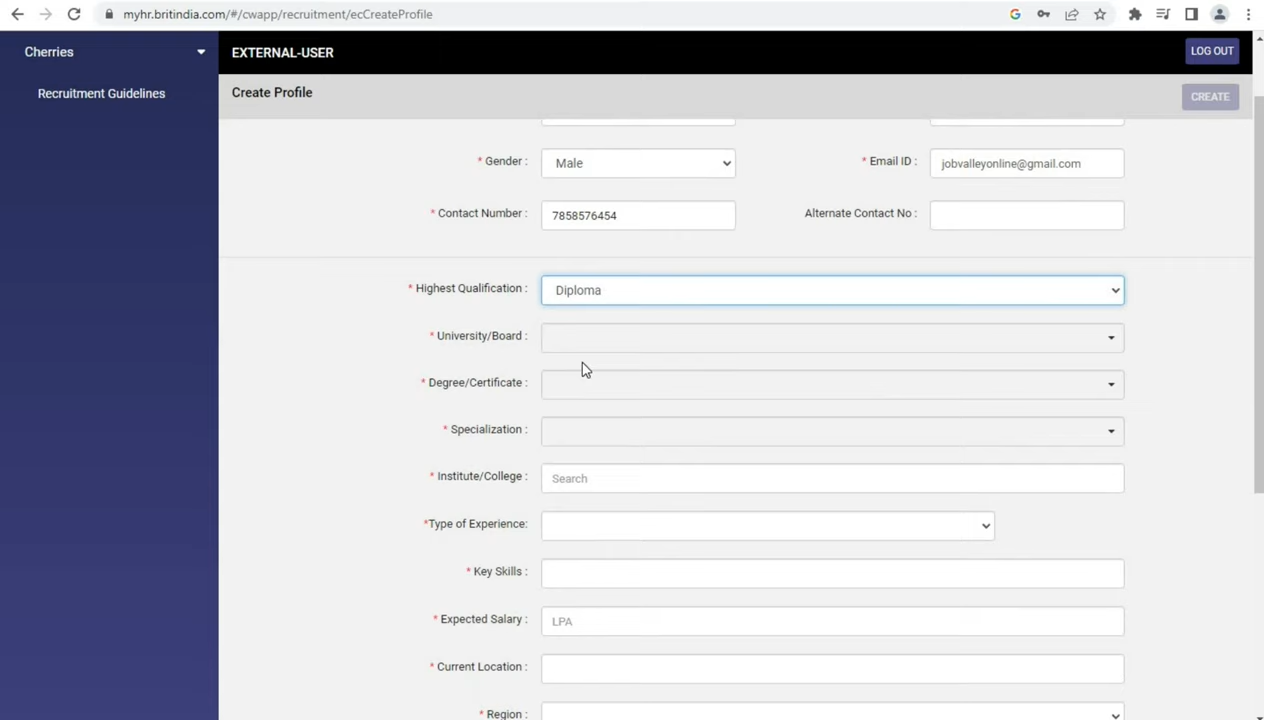 myhr.britindia.com/#/cwapp/recruitment/ecCreateProfile
Cherries
EXTERNAL-USER
LOG OUT
Recruitment Guidelines
Create Profile
CREATE
* Gender : Male
* Email ID : jobvalleyonline@gmail.com
* Contact Number : 7858576454
Alternate Contact No :
* Highest Qualification : Diploma
* University/Board :
* Degree/Certificate :
* Specialization :
* Institute/College : Search
*Type of Experience:
* Key Skills :
* Expected Salary : LPA
* Current Location :
* Region :